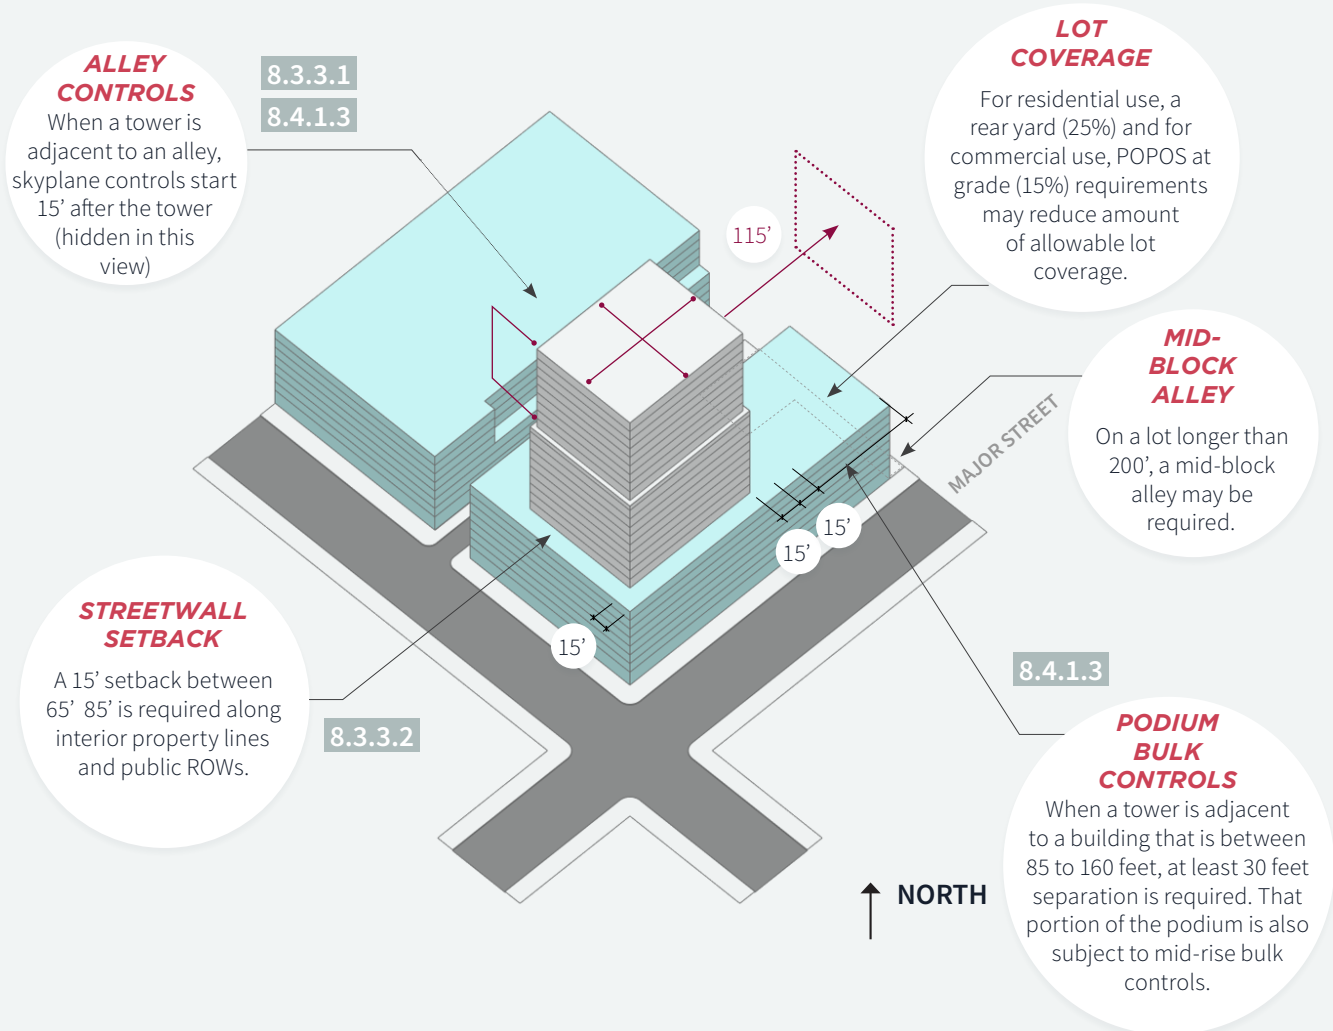 ALLEY
CONTROLS
When a tower is
adjacent to an alley,
skyplane controls start
15’ after the tower
(hidden in this
view)
8.3.3.1
8.4.1.3
LOT
COVERAGE
For residential use, a
rear yard (25%) and for
commercial use, POPOS at
grade (15%) requirements
may reduce amount
of allowable lot
coverage.
115’
MID-
BLOCK
ALLEY
On a lot longer than
200’, a mid-block
alley may be
required.
MAJOR STREET
15’
15’
15’
STREETWALL
SETBACK
A 15’ setback between
65’ 85’ is required along
interior property lines
and public ROWs.
8.3.3.2
8.4.1.3
PODIUM
BULK
CONTROLS
When a tower is adjacent
to a building that is between
85 to 160 feet, at least 30 feet
separation is required. That
portion of the podium is also
subject to mid-rise bulk
controls.
NORTH